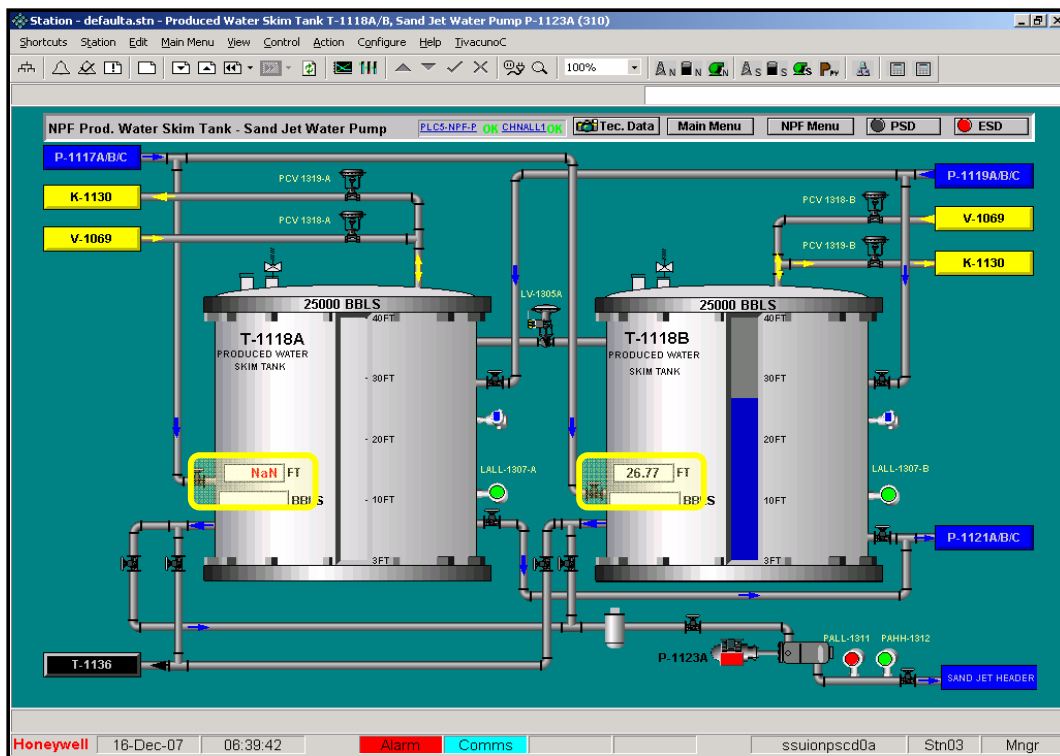 Station - defaulta.stn - Produced Water Skim Tank T-1118A/B, Sand Jet Water Pump P-1123A (310)
Shortcuts Station Edit Main Menu View Control Action Configure Help TivacunoC
100% N N N S S S P PV
NPF Prod. Water Skim Tank - Sand Jet Water Pump PLC5-NPF-P OK CHNALL1 OK Tec. Data Main Menu NPF Menu PSD ESD
P-1117A/B/C
P-1119A/B/C
PCV 1319-A
K-1130
PCV 1318-B
V-1069
PCV 1318-A
V-1069
PCV 1319-B
K-1130
25000 BBLS
LV-1305A
25000 BBLS
40FT
40FT
T-1118A
PRODUCED WATER
SKIM TANK
T-1118B
PRODUCED WATER
SKIM TANK
- 30FT
30FT
- 20FT
20FT
NaN FT
LALL-1307-A
26.77 FT
LALL-1307-B
BBLS
- 10FT
BBLS
10FT
3FT
3FT
P-1121A/B/C
T-1136
P-1123A
PALL-1311
PAHH-1312
SAND JET HEADER
Honeywell 16-Dec-07 06:39:42 Alarm Comms ssuionpscd0a Stn03 Mngr